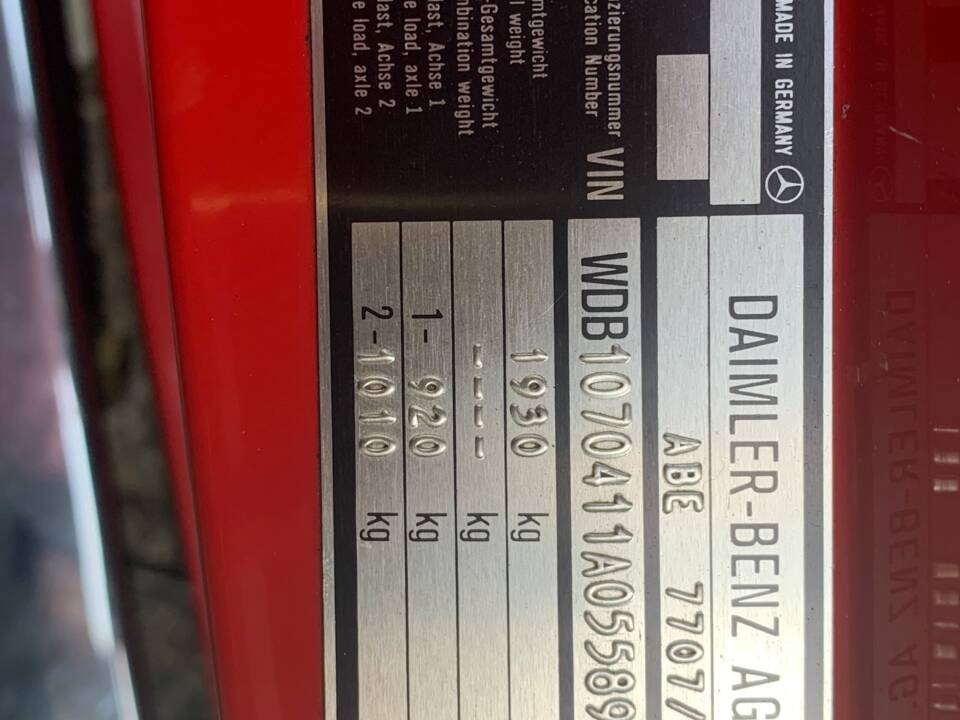 MADE IN GERMANY
DAIMLER-BENZ AG
ABE 7707/
zierungsnummer
cation Number
VIN
WDB1070411A05589
mtgewicht
l weight
1930 kg
-Gesamtgewicht
mbination weight
---- kg
last, Achse 1
e load, axle 1
1- 920 kg
last, Achse 2
e load, axle 2
2-1010 kg